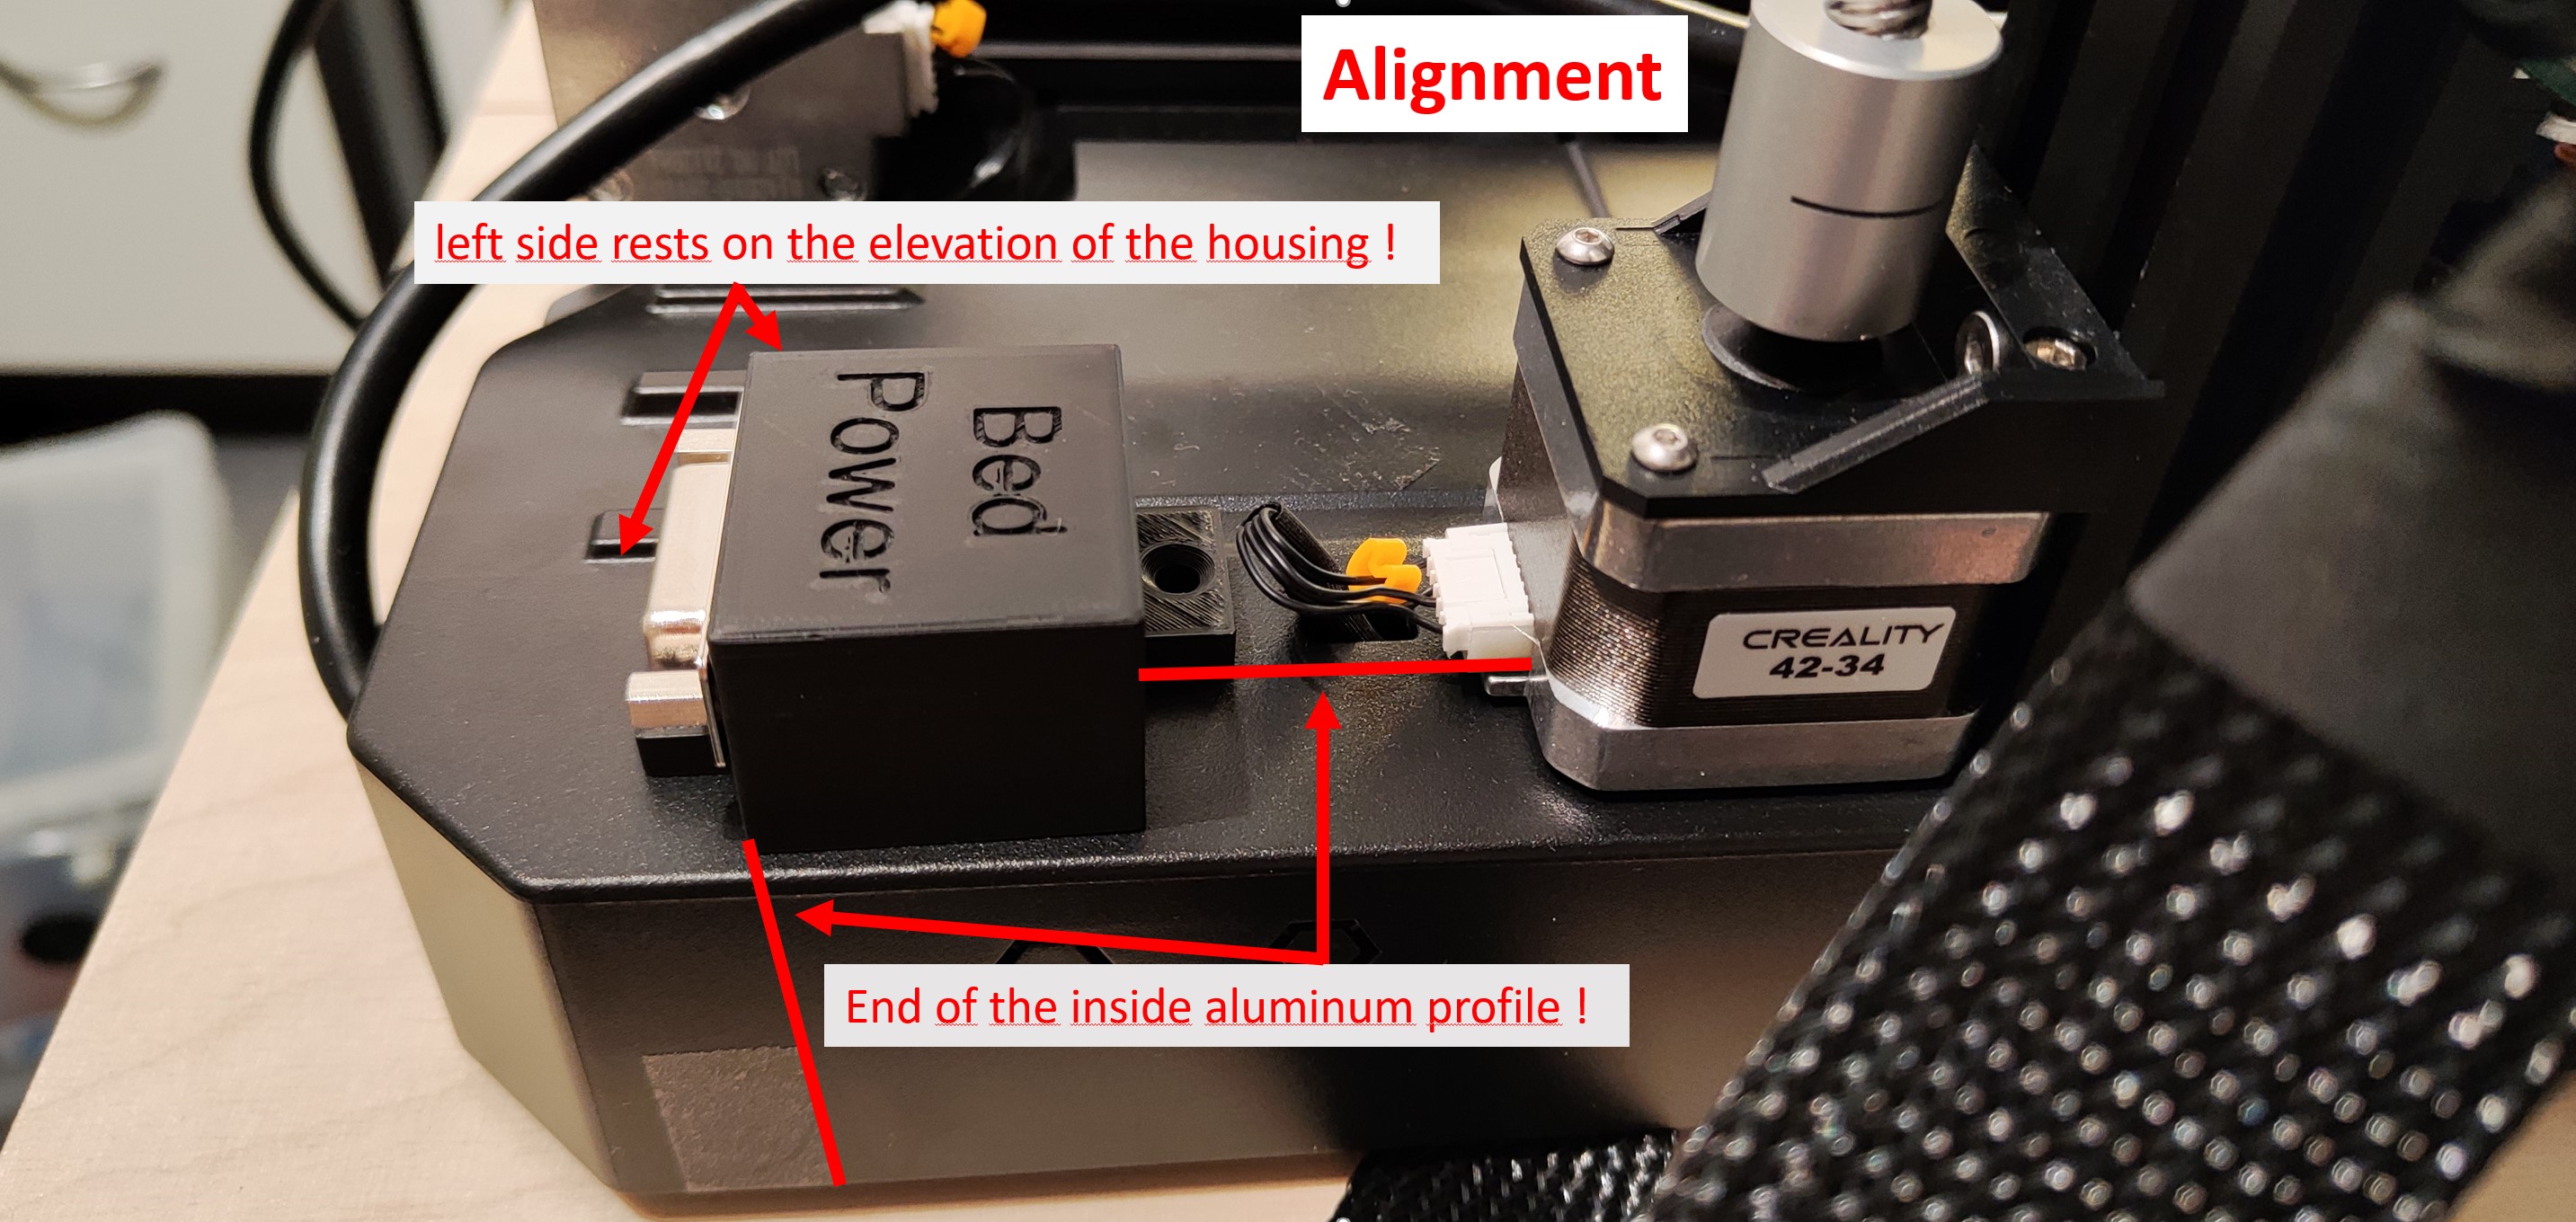 Alignment
left side rests on the elevation of the housing !
Bed
Power
CREALITY
42-34
End of the inside aluminum profile !